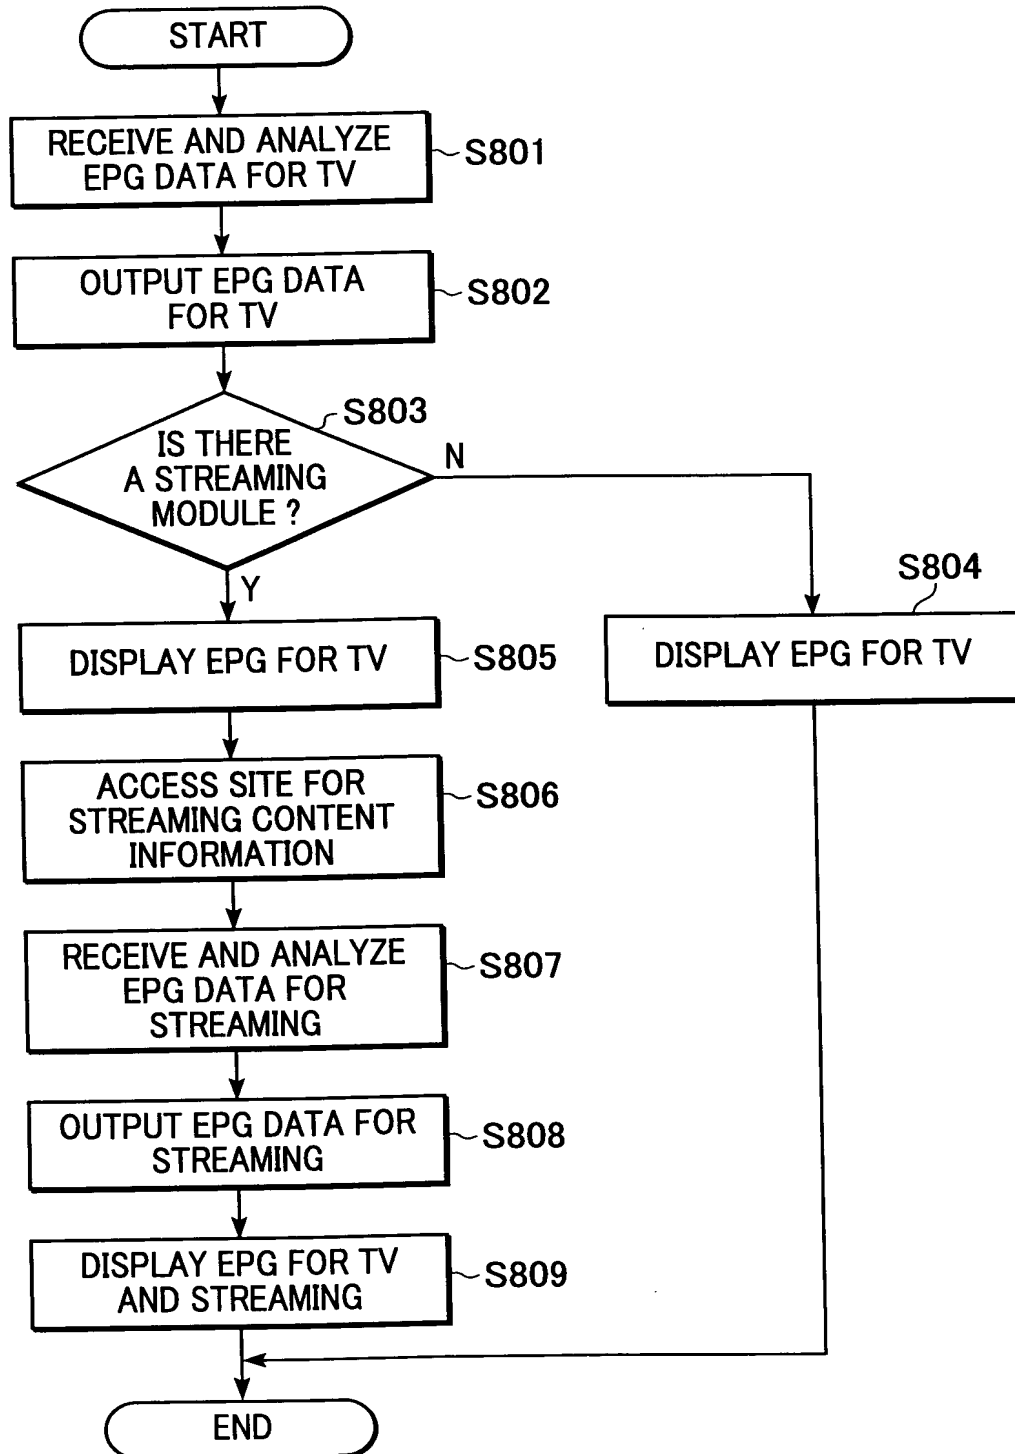 START
RECEIVE AND ANALYZE
EPG DATA FOR TV
S801
OUTPUT EPG DATA
FOR TV
S802
S803
IS THERE
A STREAMING
MODULE ?
N
Y
S804
DISPLAY EPG FOR TV
DISPLAY EPG FOR TV
S805
ACCESS SITE FOR
STREAMING CONTENT
INFORMATION
S806
RECEIVE AND ANALYZE
EPG DATA FOR
STREAMING
S807
OUTPUT EPG DATA FOR
STREAMING
S808
DISPLAY EPG FOR TV
AND STREAMING
S809
END